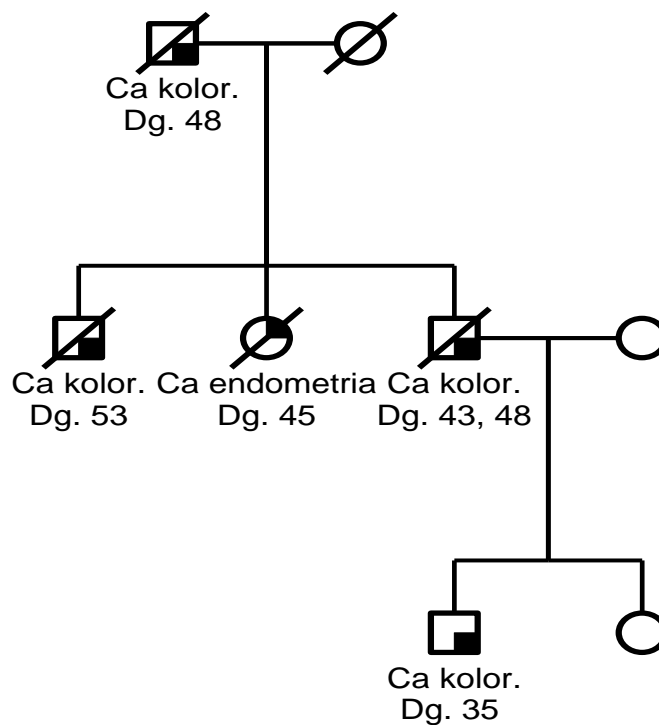 Ca kolor.
Dg. 48
Ca kolor.
Dg. 53
Ca endometria
Dg. 45
Ca kolor.
Dg. 43, 48
Ca kolor.
Dg. 35